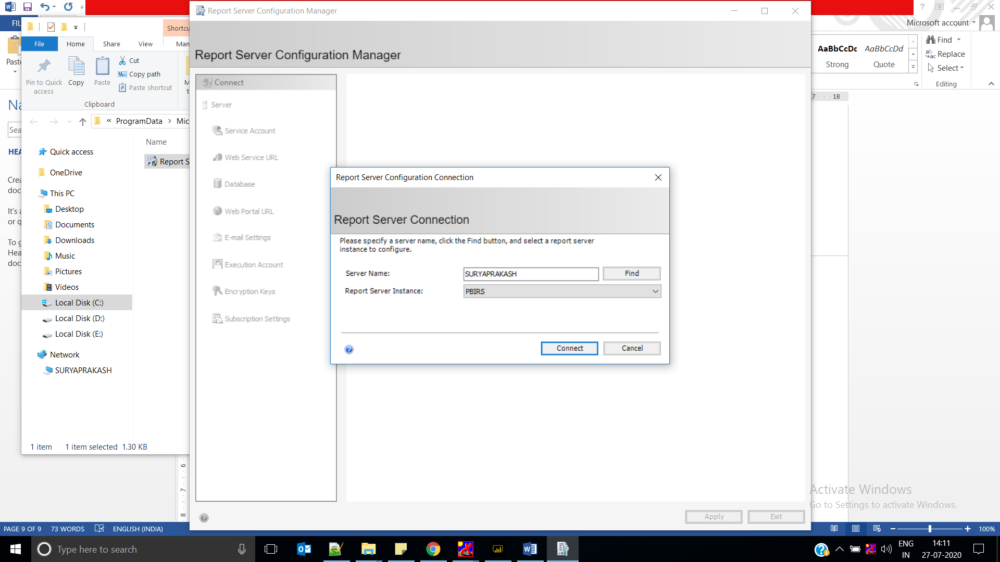 Report Server Configuration Manager
?
FIL
Microsoft account
Shortcu
File
Home
Share
View
Man
Find
Replace
Select
Editing
AaBbCcDc
AaBbCcDd
Strong
Quote
Paste
Pin to Quick
access
Copy
Paste
Cut
Copy path
Paste shortcut
M
t
Clipboard
Report Server Configuration Manager
Na
Sea
HEA
Crea
doc
It's a
or q
To g
Hea
doc
« ProgramData > Mic
Name
Report S
Quick access
OneDrive
This PC
Desktop
Documents
Downloads
Music
Pictures
Videos
Local Disk (C:)
Local Disk (D:)
Local Disk (E:)
Network
SURYAPRAKASH
1 item
1 item selected 1.30 KB
Connect
Server
Service Account
Web Service URL
Database
Web Portal URL
E-mail Settings
Execution Account
Encryption Keys
Subscription Settings
7
18
6
7
8
Report Server Configuration Connection
Report Server Connection
Please specify a server name, click the Find button, and select a report server
instance to configure.
Server Name:
SURYAPRAKASH
Find
Report Server Instance:
PBIRS
Connect
Cancel
Apply
Exit
Activate Windows
Go to Settings to activate Windows.
PAGE 9 OF 9
73 WORDS
ENGLISH (INDIA)
100%
Type here to search
ENG
IN
14:11
27-07-2020